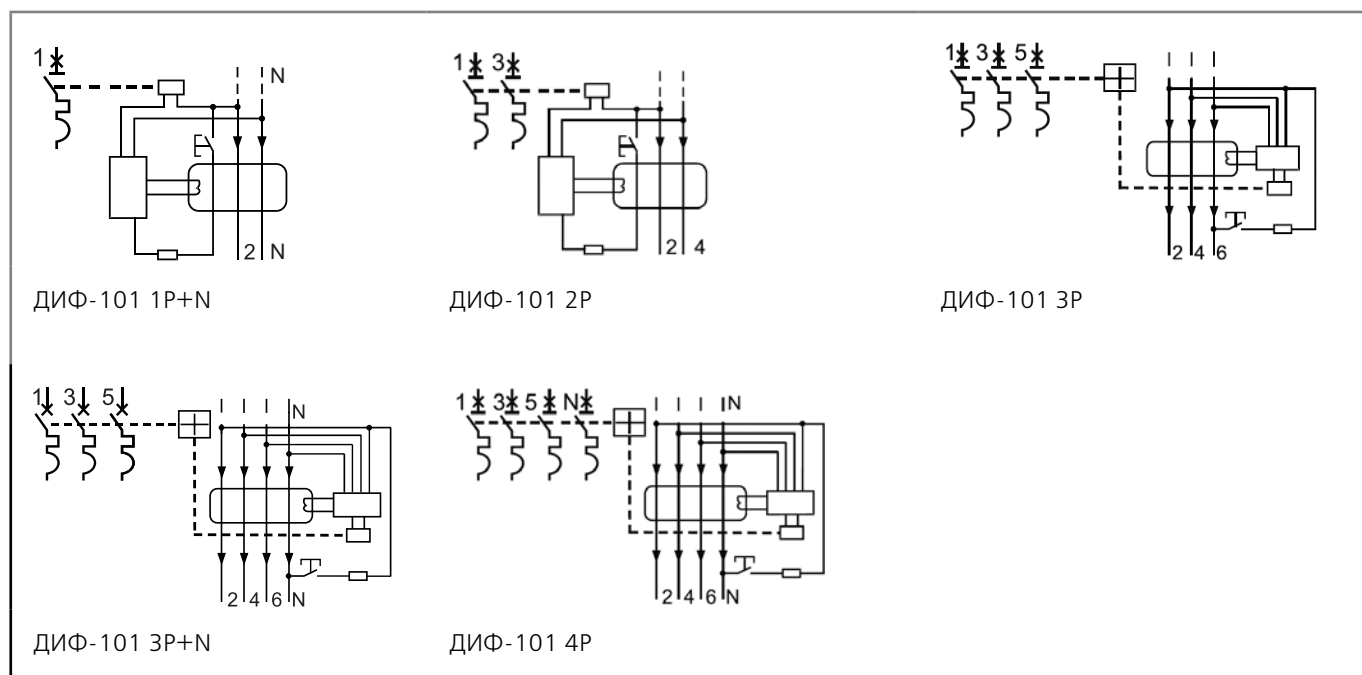 1 N
2 N
ДИФ-101 1P+N
1 3
2 4
ДИФ-101 2P
1 3 5
2 4 6
ДИФ-101 3P
1 3 5 N
2 4 6 N
ДИФ-101 3P+N
1 3 5 N N
2 4 6 N
ДИФ-101 4P